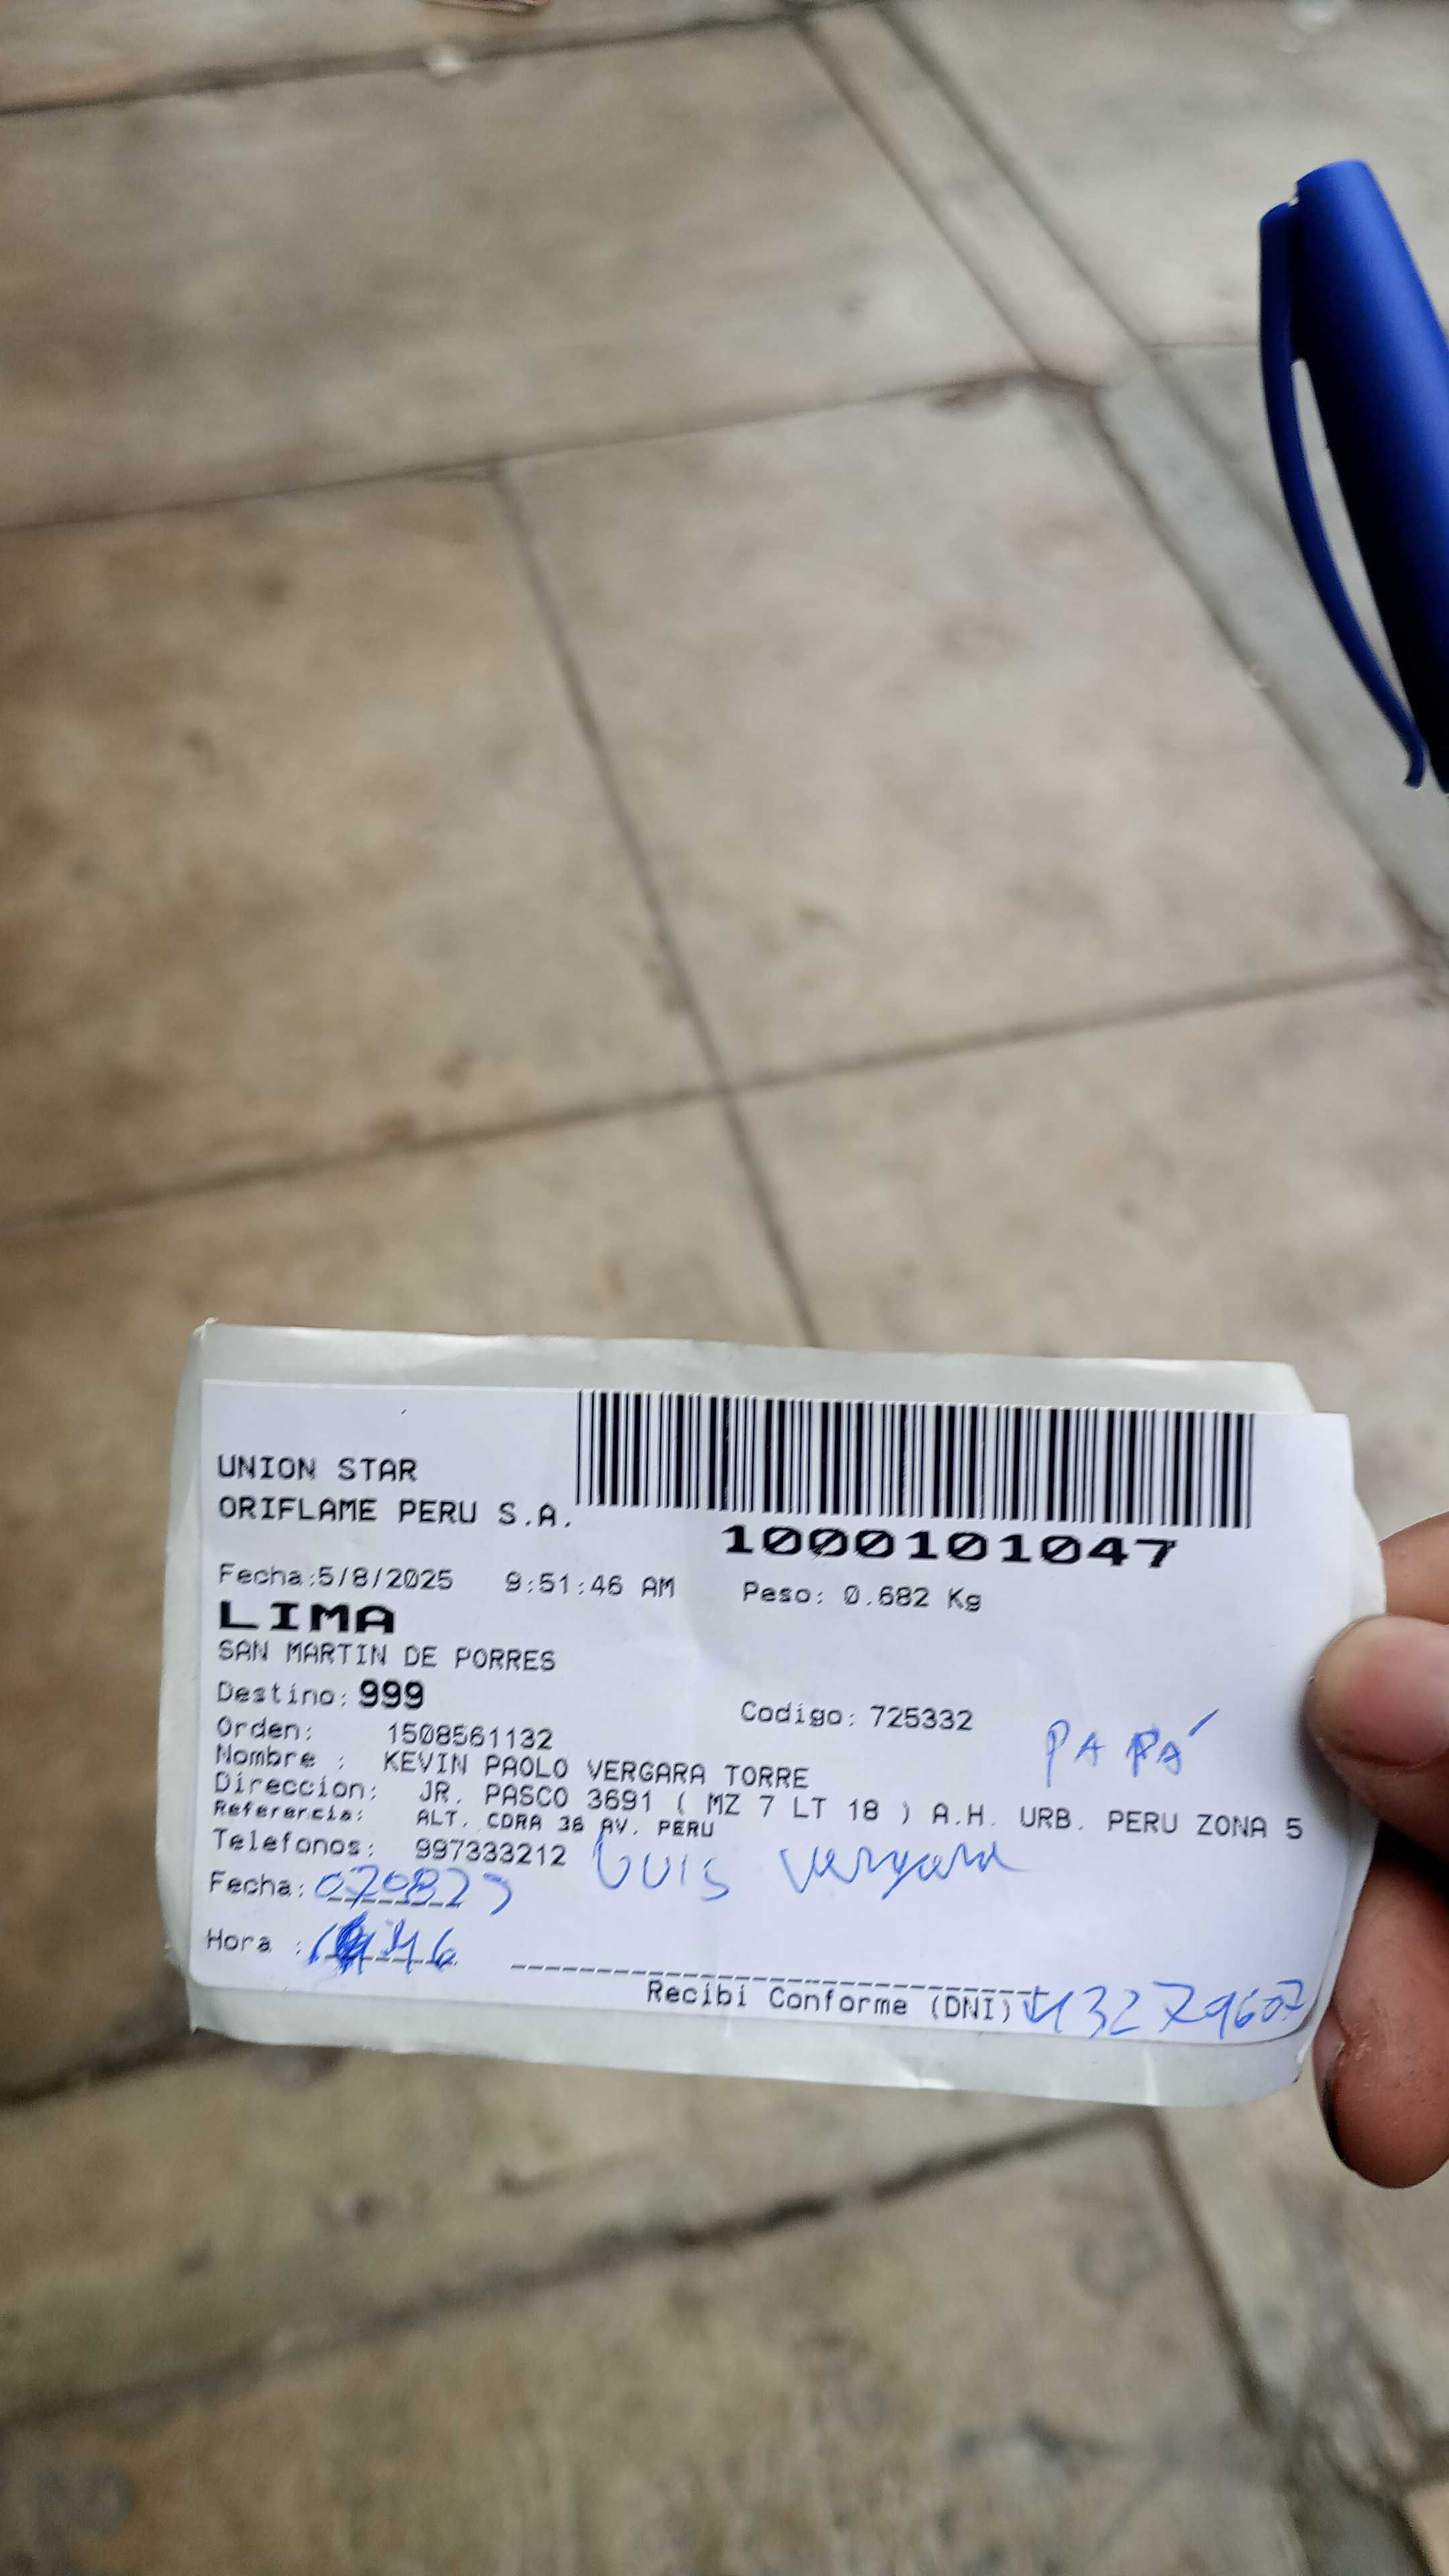 UNION STAR
ORIFLAME PERU S.A.
1000101047
Fecha:5/8/2025 9:51:46 AM Peso: 0.682 Kg
LIMA
SAN MARTIN DE PORRES
Destino: 999 Codigo: 725332
Orden: 1508561132
PAPÁ
Nombre : KEVIN PAOLO VERGARA TORRE
Direccion: JR. PASCO 3691 ( MZ 7 LT 18 ) A.H. URB. PERU ZONA 5
Referencia: ALT. CDRA 36 AV. PERU
Telefonos: 997333212 Luis Vergara
Fecha: 070825
Hora :
Recibi Conforme (DNI)